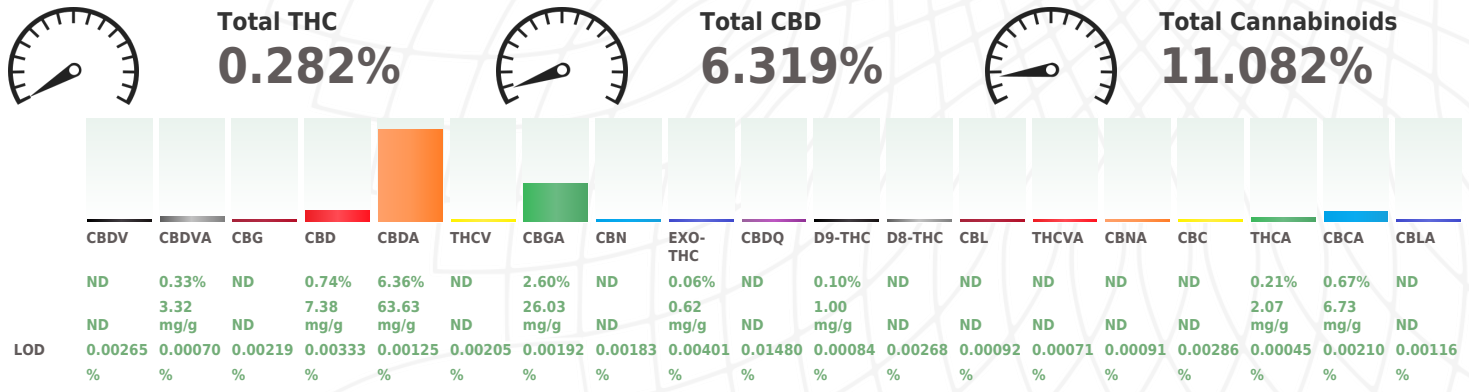 Total THC
0.282%
Total CBD
6.319%
Total Cannabinoids
11.082%
CBDV CBDVA CBG CBD CBDA THCV CBGA CBN EXO- CBDQ D9-THC D8-THC CBL THCVA CBNA CBC THCA CBCA CBLA
THC
ND 0.33% ND 0.74% 6.36% ND 2.60% ND 0.06% ND 0.10% ND ND ND ND ND 0.21% 0.67% ND
3.32 7.38 63.63 26.03 0.62 1.00 2.07 6.73
ND mg/g ND mg/g mg/g ND mg/g ND mg/g ND mg/g ND ND ND ND ND mg/g mg/g ND
LOD 0.00265 0.00070 0.00219 0.00333 0.00125 0.00205 0.00192 0.00183 0.00401 0.01480 0.00084 0.00268 0.00092 0.00071 0.00091 0.00286 0.00045 0.00210 0.00116
% % % % % % % % % % % % % % % % % % %